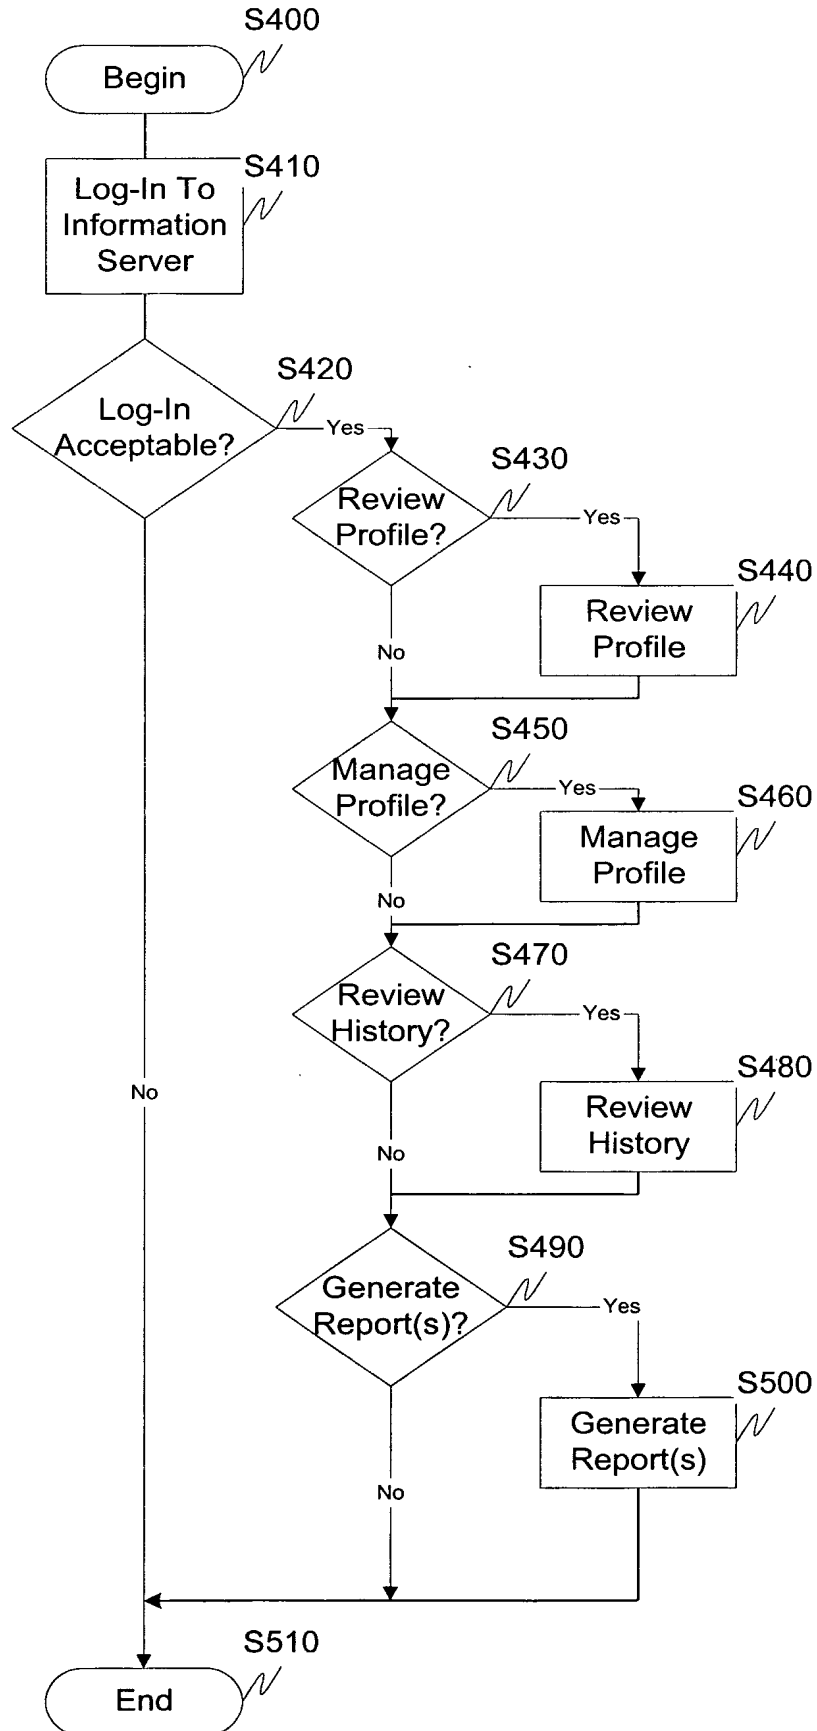 S400
Begin
S410
Log-In To
Information
Server
S420
Log-In
Acceptable?
Yes
S430
Review
Profile?
Yes
S440
Review
Profile
No
S450
Manage
Profile?
Yes
S460
Manage
Profile
No
S470
Review
History?
Yes
S480
Review
History
No
No
S490
Generate
Report(s)?
Yes
S500
Generate
Report(s)
No
S510
End